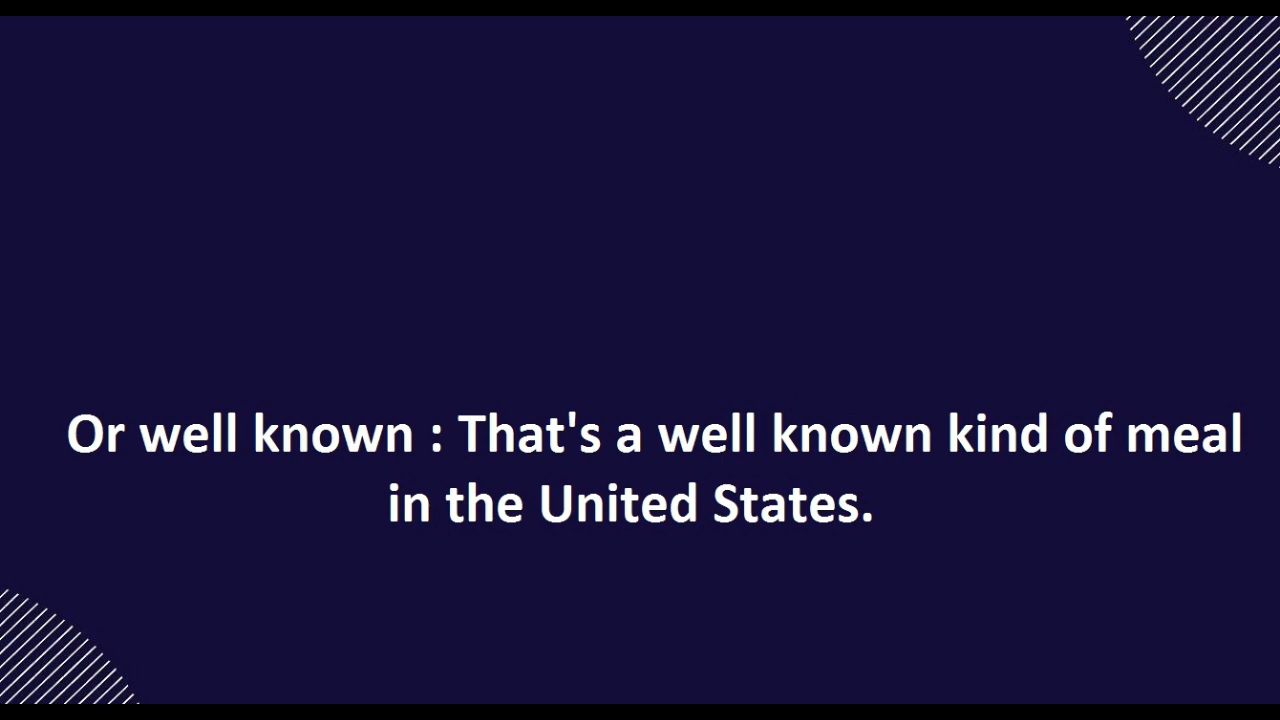 Or well known : That's a well known kind of meal
in the United States.